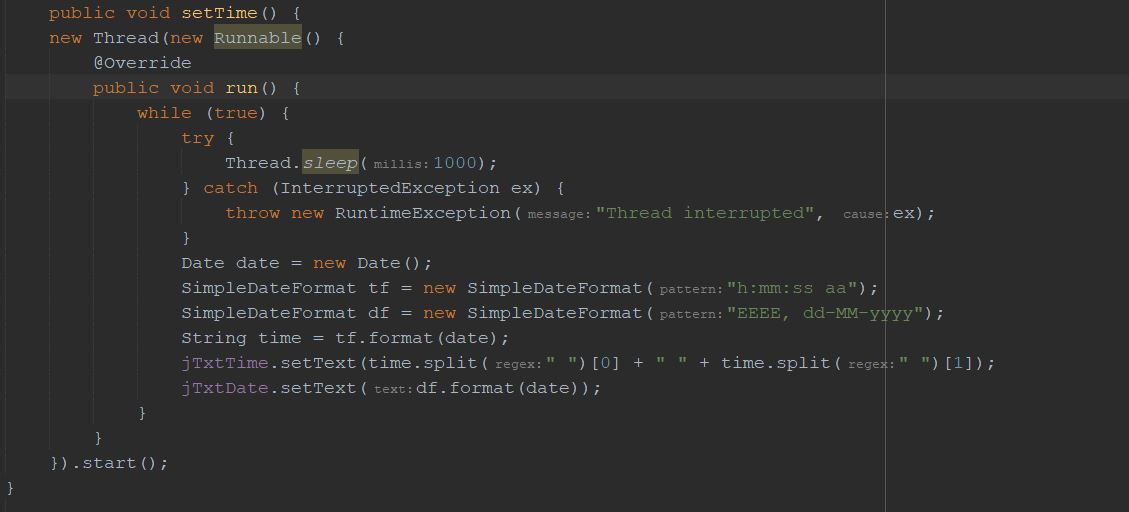 public void setTime() {
new Thread(new Runnable() {
@Override
public void run() {
while (true) {
try {
Thread.sleep( millis: 1000);
} catch (InterruptedException ex) {
throw new RuntimeException( message: "Thread interrupted",  cause: ex);
}
Date date = new Date();
SimpleDateFormat tf = new SimpleDateFormat( pattern: "h:mm:ss aa");
SimpleDateFormat df = new SimpleDateFormat( pattern: "EEEE, dd-MM-yyyy");
String time = tf.format(date);
jTxtTime.setText(time.split( regex: " ")[0] + " " + time.split( regex: " ")[1]);
jTxtDate.setText( text: df.format(date));
}
}
}).start();
}